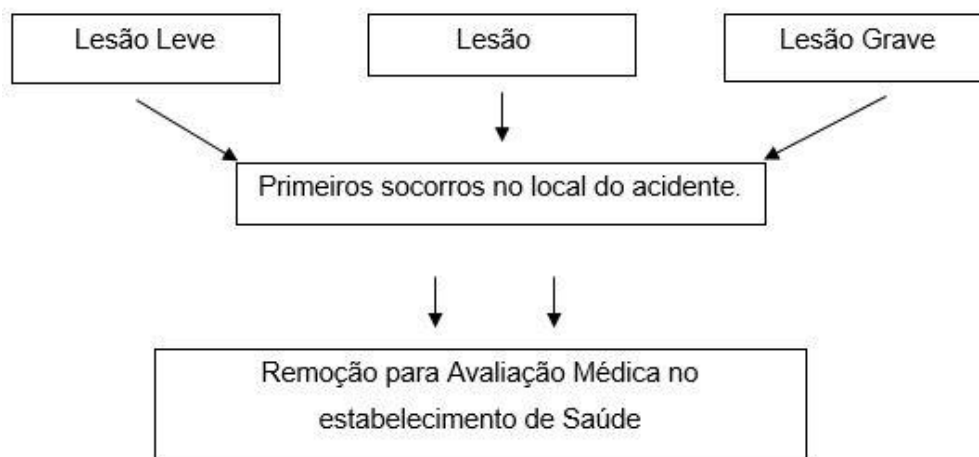 Lesão Leve
Lesão
Lesão Grave
Primeiros socorros no local do acidente.
Remoção para Avaliação Médica no
estabelecimento de Saúde